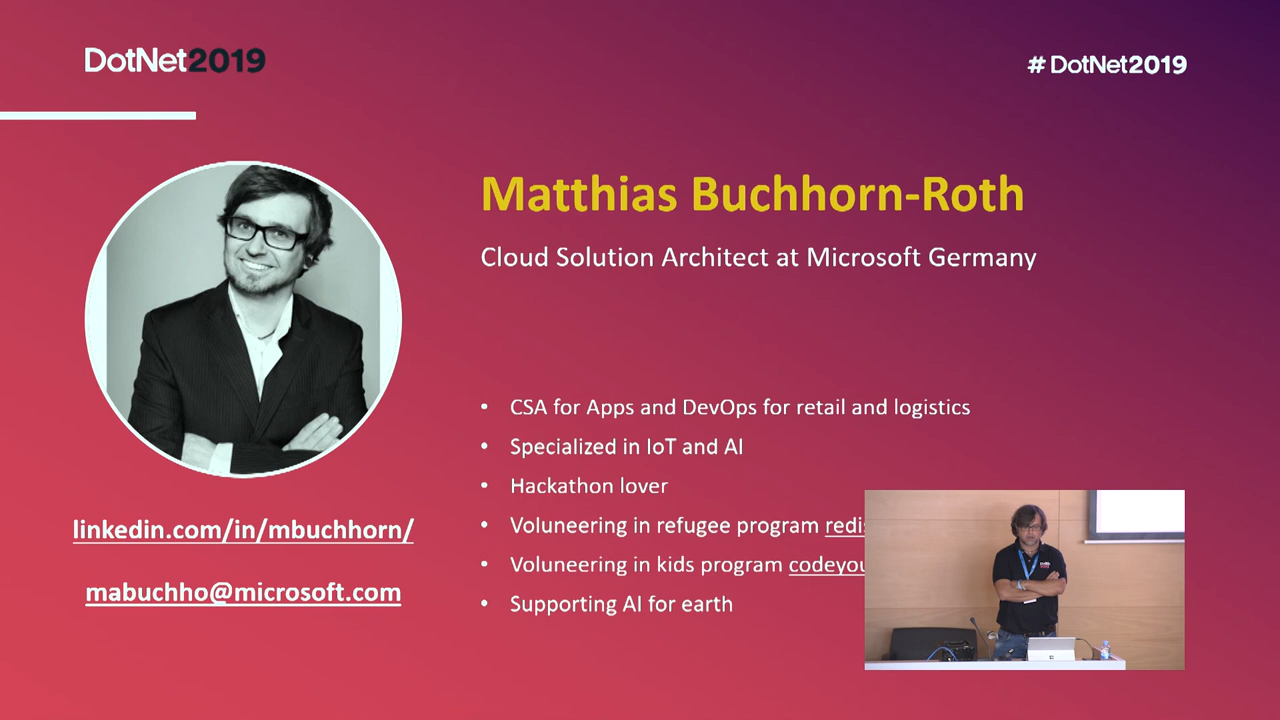 DotNet2019
# DotNet2019
Matthias Buchhorn-Roth
Cloud Solution Architect at Microsoft Germany
• CSA for Apps and DevOps for retail and logistics
• Specialized in IoT and AI
• Hackathon lover
• Voluneering in refugee program
• Voluneering in kids program
• Supporting AI for earth
linkedin.com/in/mbuchhorn/
mabuchho@microsoft.com